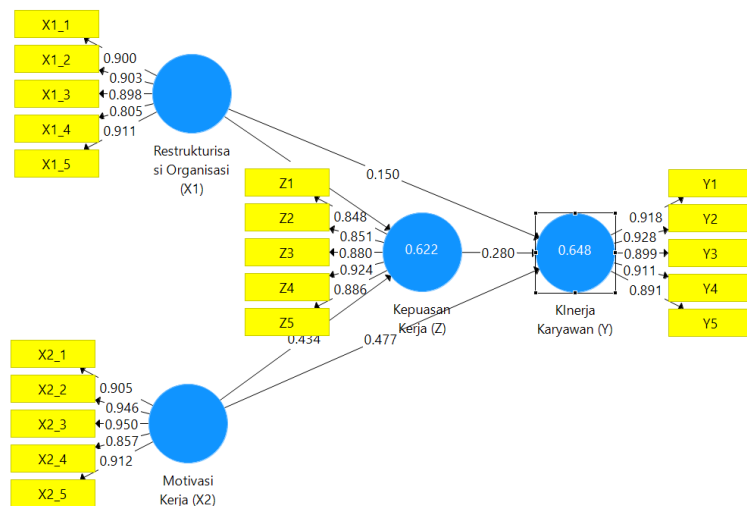 X1_1
X1_2
X1_3
X1_4
X1_5
0.900
0.903
0.898
0.805
0.911
Restrukturisa
si Organisasi
(X1)
0.150
Z1
Z2
Z3
Z4
Z5
0.848
0.851
0.880
0.924
0.886
0.622
Kepuasan
Kerja (Z)
0.280
0.648
KInerja
Karyawan (Y)
0.918
0.928
0.899
0.911
0.891
Y1
Y2
Y3
Y4
Y5
0.434
0.477
X2_1
X2_2
X2_3
X2_4
X2_5
0.905
0.946
0.950
0.857
0.912
Motivasi
Kerja (X2)